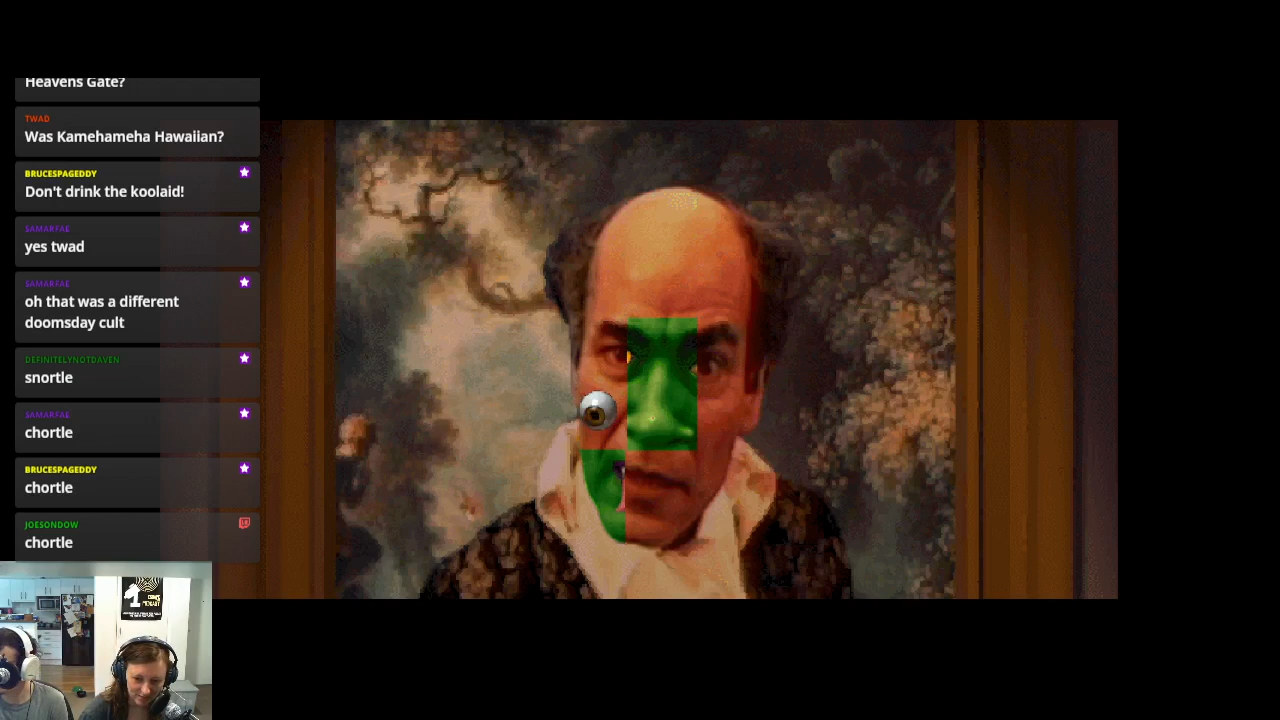 Heavens Gate?
TWAD
Was Kamehameha Hawaiian?
BRUCESPAGEDDY
Don't drink the koolaid!
SAMARFAE
yes twad
SAMARFAE
oh that was a different
doomsday cult
DEFINITELYNOTDAVEN
snortle
SAMARFAE
chortle
BRUCESPAGEDDY
chortle
JOESONDOW
chortle